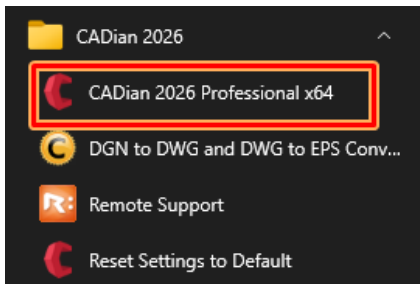 CADian 2026
CADian 2026 Professional x64
DGN to DWG and DWG to EPS Conv...
Remote Support
Reset Settings to Default